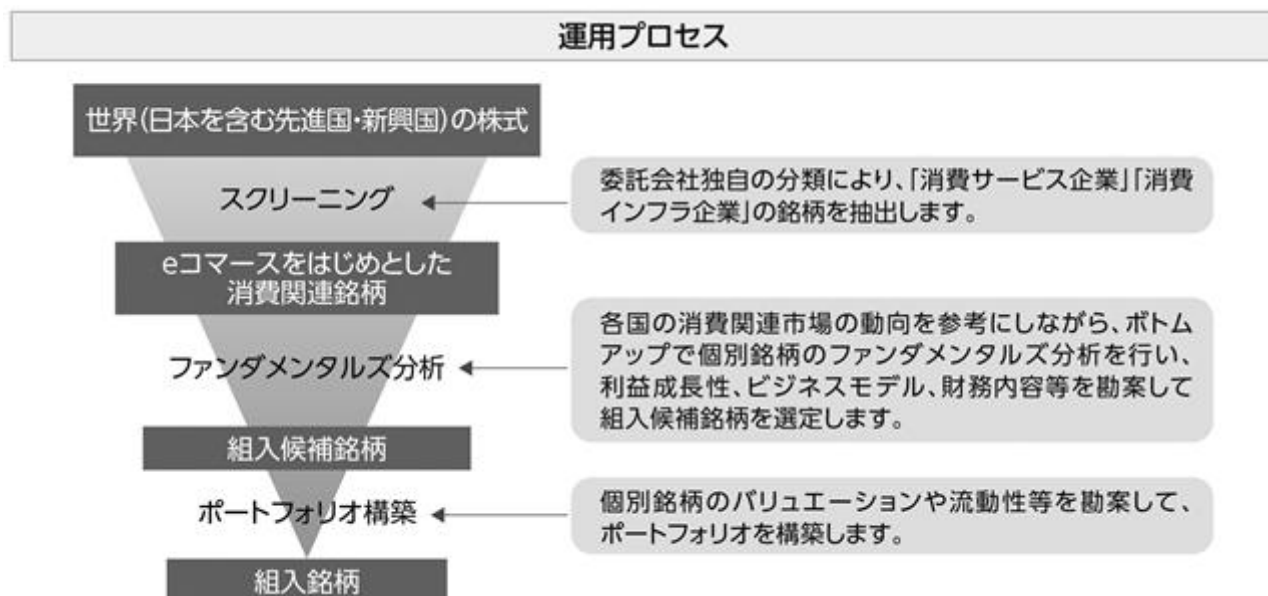 運用プロセス
世界(日本を含む先進国・新興国)の株式
スクリーニング
委託会社独自の分類により、「消費サービス企業」「消費
インフラ企業」の銘柄を抽出します。
eコマースをはじめとした
消費関連銘柄
ファンダメンタルズ分析
各国の消費関連市場の動向を参考にしながら、ボトム
アップで個別銘柄のファンダメンタルズ分析を行い、
利益成長性、ビジネスモデル、財務内容等を勘案して
組入候補銘柄を選定します。
組入候補銘柄
ポートフォリオ構築
個別銘柄のバリュエーションや流動性等を勘案して、
ポートフォリオを構築します。
組入銘柄